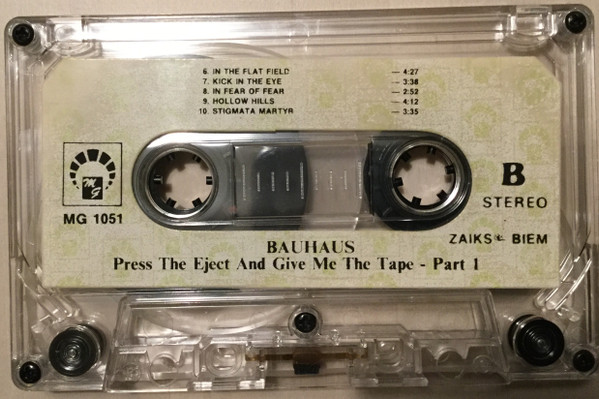 6. IN THE FLAT FIELD — 4:27
7. KICK IN THE EYE — 3:38
8. IN FEAR OF FEAR — 2:52
9. HOLLOW HILLS — 4:12
10. STIGMATA MARTYR — 3:35
MG
MG 1051
B
STEREO
ZAIKS BIEM
BAUHAUS
Press The Eject And Give Me The Tape - Part 1